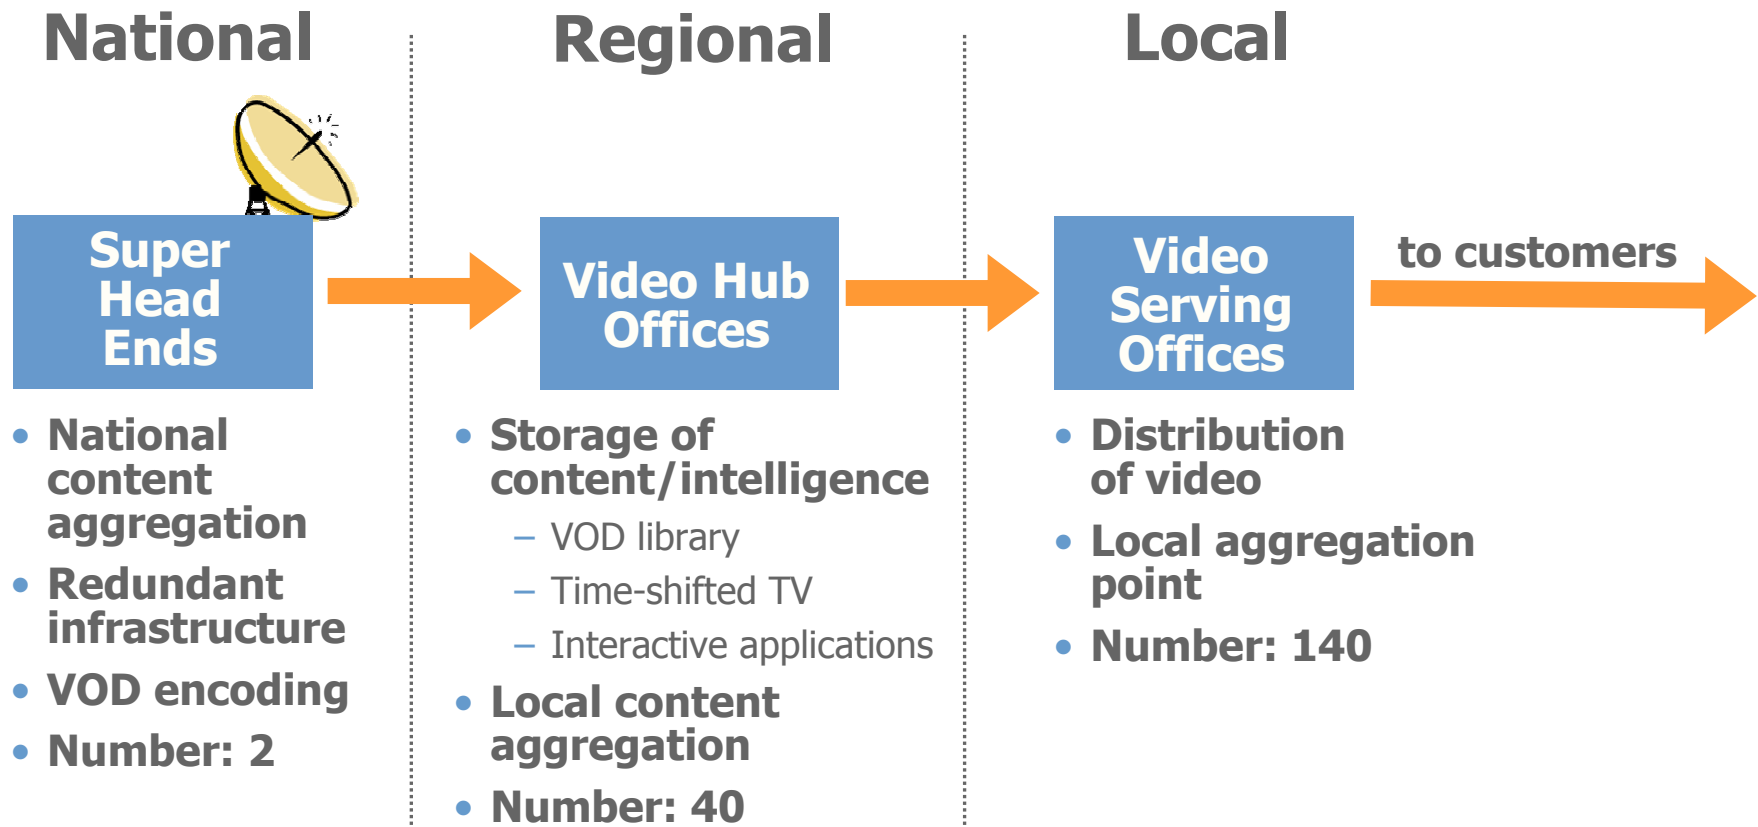 National
Regional
Local
Super
Head
Ends
Video Hub
Offices
Video
Serving
Offices
to customers
• National
content
aggregation
• Redundant
infrastructure
• VOD encoding
• Number: 2
• Storage of
content/intelligence
– VOD library
– Time-shifted TV
– Interactive applications
• Local content
aggregation
• Number: 40
• Distribution
of video
• Local aggregation
point
• Number: 140